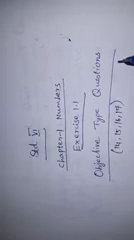 Std VI
Chapter-1 Numbers
Exercise 1.1
Objective Type Questions
(14, 15, 16, 17)